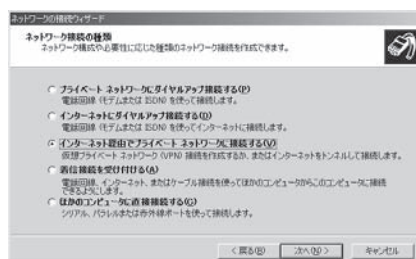 ネットワークの接続ウィザード
ネットワーク接続の種類
ネットワーク構成や必要性に応じた種類のネットワーク接続を作成できます。
プライベート ネットワークにダイヤルアップ接続する(P)
電話回線 (モデムまたは ISDN) を使って接続します。
インターネットにダイヤルアップ接続する(D)
電話回線 (モデムまたは ISDN) を使ってインターネットに接続します。
インターネット経由でプライベート ネットワークに接続する(V)
仮想プライベート ネットワーク (VPN) 接続を作成するか、またはインターネットをトンネルして接続します。
着信接続を受け付ける(A)
電話回線、インターネット、またはケーブル接続を使ってほかのコンピュータからこのコンピュータに接続
できるようにします。
ほかのコンピュータに直接接続する(C)
シリアル、パラレルまたは赤外線ポートを使って接続します。
< 戻る(B) 次へ(N) > キャンセル